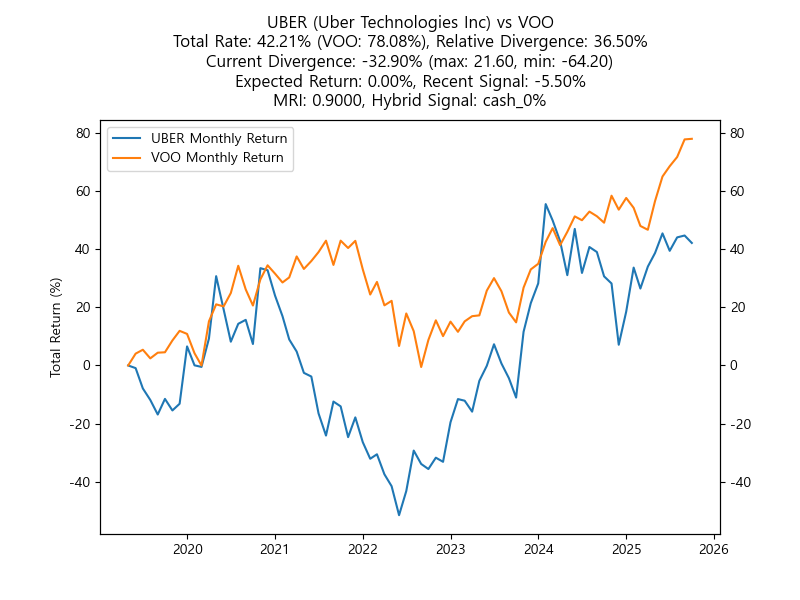 UBER (Uber Technologies Inc) vs VOO
Total Rate: 42.21% (VOO: 78.08%), Relative Divergence: 36.50%
Current Divergence: -32.90% (max: 21.60, min: -64.20)
Expected Return: 0.00%, Recent Signal: -5.50%
MRI: 0.9000, Hybrid Signal: cash_0%
UBER Monthly Return
VOO Monthly Return
Total Return (%)
80
60
40
20
0
-20
-40
80
60
40
20
0
-20
-40
2020 2021 2022 2023 2024 2025 2026